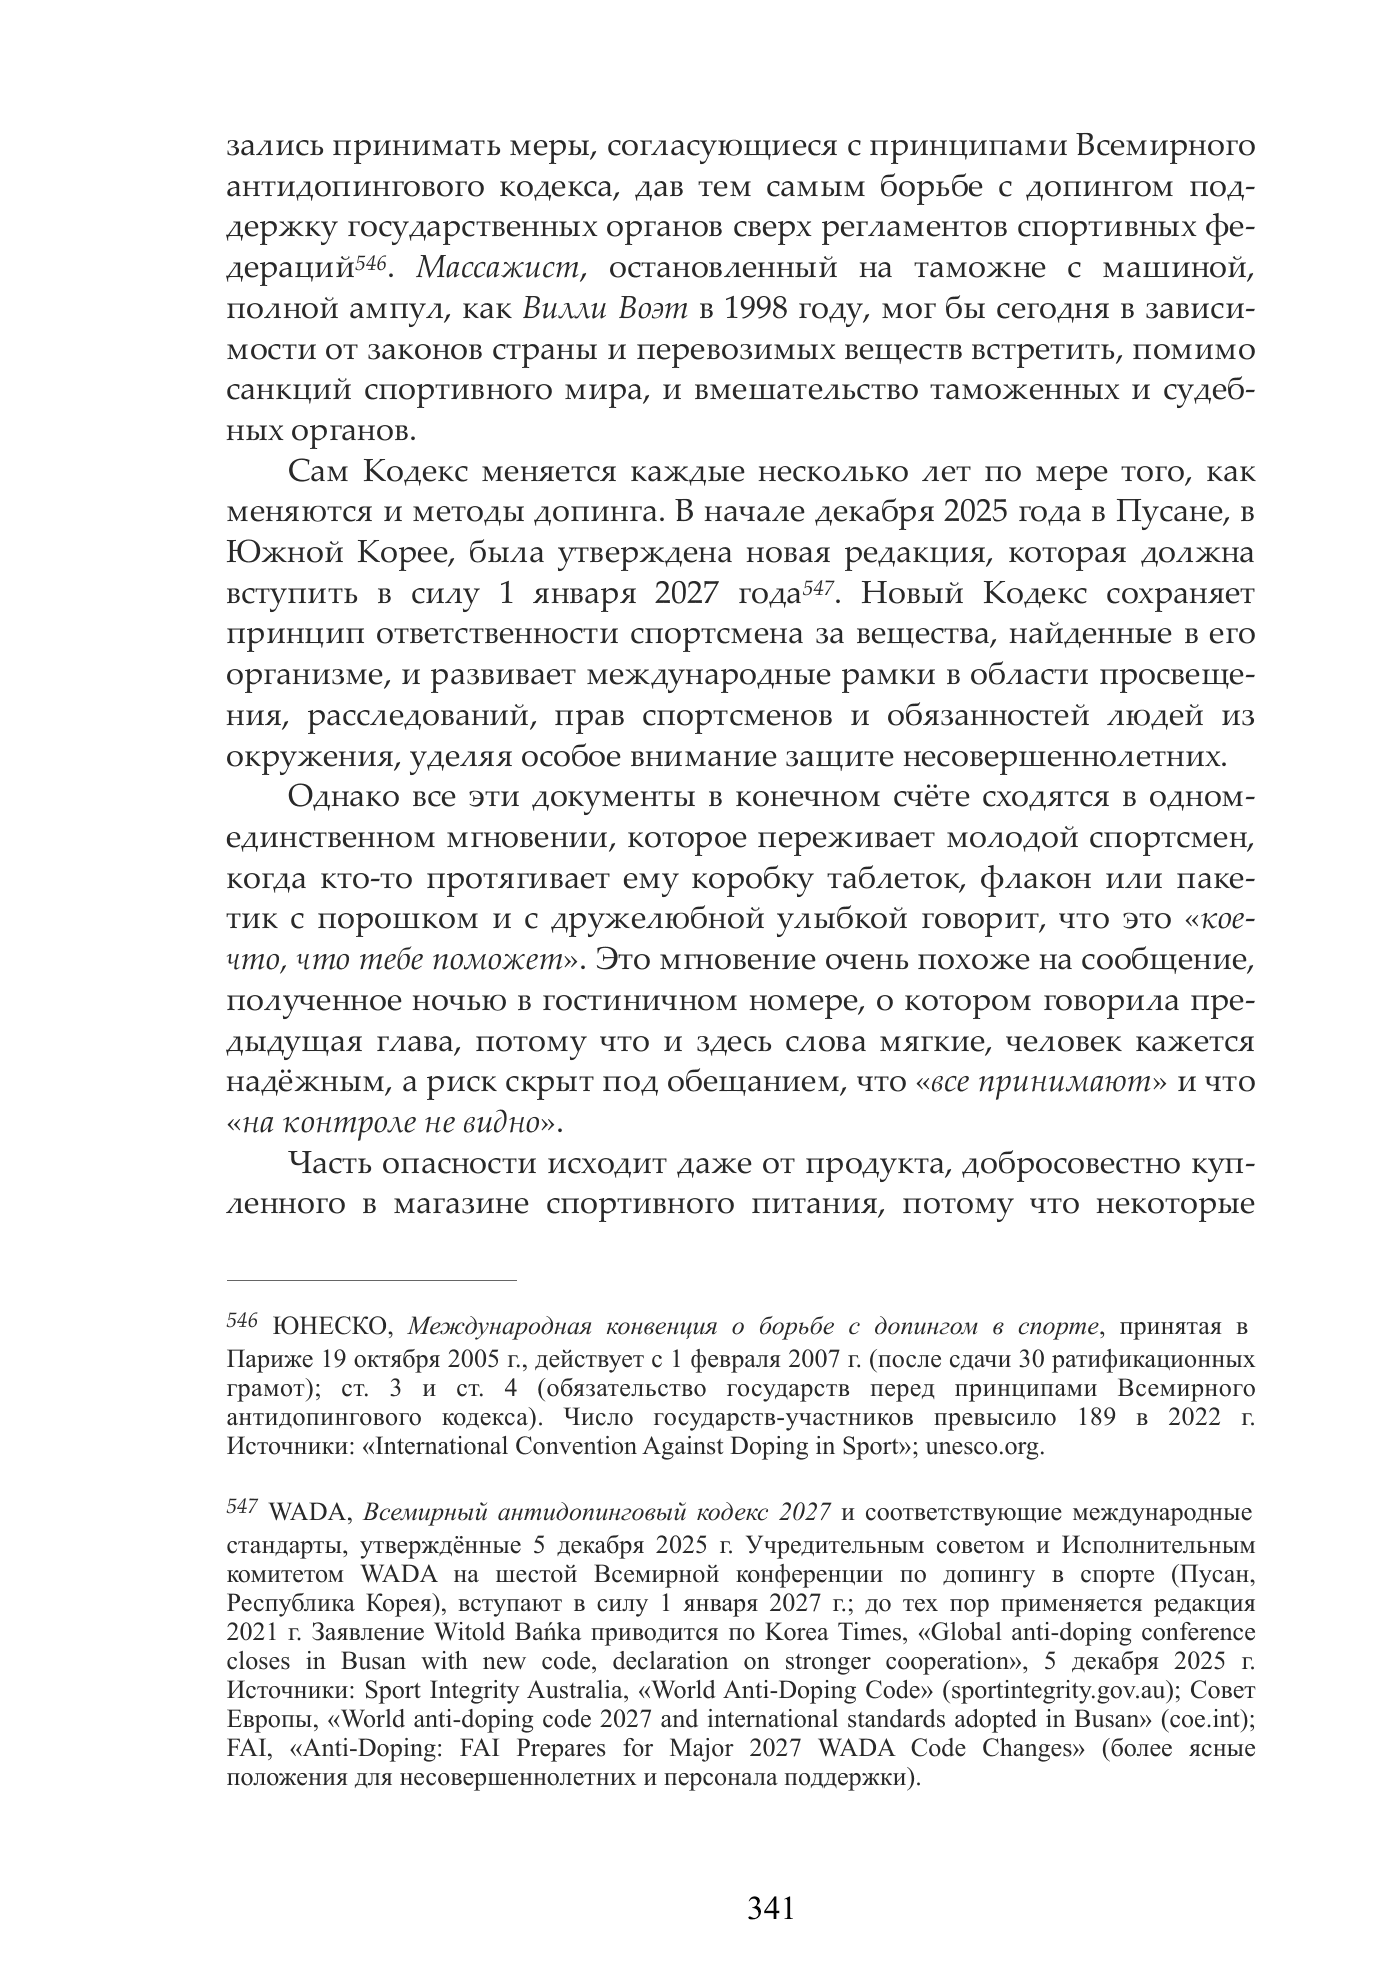 зались принимать меры, согласующиеся с принципами Всемирного
антидопингового кодекса, дав тем самым борьбе с допингом под-
держку государственных органов сверх регламентов спортивных фе-
дераций546. Массажист, остановленный на таможне с машиной,
полной ампул, как Вилли Воэт в 1998 году, мог бы сегодня в зависи-
мости от законов страны и перевозимых веществ встретить, помимо
санкций спортивного мира, и вмешательство таможенных и судеб-
ных органов.
Сам Кодекс меняется каждые несколько лет по мере того, как
меняются и методы допинга. В начале декабря 2025 года в Пусане, в
Южной Корее, была утверждена новая редакция, которая должна
вступить в силу 1 января 2027 года547. Новый Кодекс сохраняет
принцип ответственности спортсмена за вещества, найденные в его
организме, и развивает международные рамки в области просвеще-
ния, расследований, прав спортсменов и обязанностей людей из
окружения, уделяя особое внимание защите несовершеннолетних.
Однако все эти документы в конечном счёте сходятся в одном-
единственном мгновении, которое переживает молодой спортсмен,
когда кто-то протягивает ему коробку таблеток, флакон или паке-
тик с порошком и с дружелюбной улыбкой говорит, что это «кое-
что, что тебе поможет». Это мгновение очень похоже на сообщение,
полученное ночью в гостиничном номере, о котором говорила пре-
дыдущая глава, потому что и здесь слова мягкие, человек кажется
надёжным, а риск скрыт под обещанием, что «все принимают» и что
«на контроле не видно».
Часть опасности исходит даже от продукта, добросовестно куп-
ленного в магазине спортивного питания, потому что некоторые
546 ЮНЕСКО, Международная конвенция о борьбе с допингом в спорте, принятая в
Париже 19 октября 2005 г., действует с 1 февраля 2007 г. (после сдачи 30 ратификационных
грамот); ст. 3 и ст. 4 (обязательство государств перед принципами Всемирного
антидопингового кодекса). Число государств-участников превысило 189 в 2022 г.
Источники: «International Convention Against Doping in Sport»; unesco.org.
547 WADA, Всемирный антидопинговый кодекс 2027 и соответствующие международные
стандарты, утверждённые 5 декабря 2025 г. Учредительным советом и Исполнительным
комитетом WADA на шестой Всемирной конференции по допингу в спорте (Пусан,
Республика Корея), вступают в силу 1 января 2027 г.; до тех пор применяется редакция
2021 г. Заявление Witold Bańka приводится по Korea Times, «Global anti-doping conference
closes in Busan with new code, declaration on stronger cooperation», 5 декабря 2025 г.
Источники: Sport Integrity Australia, «World Anti-Doping Code» (sportintegrity.gov.au); Совет
Европы, «World anti-doping code 2027 and international standards adopted in Busan» (coe.int);
FAI, «Anti-Doping: FAI Prepares for Major 2027 WADA Code Changes» (более ясные
положения для несовершеннолетних и персонала поддержки).
341